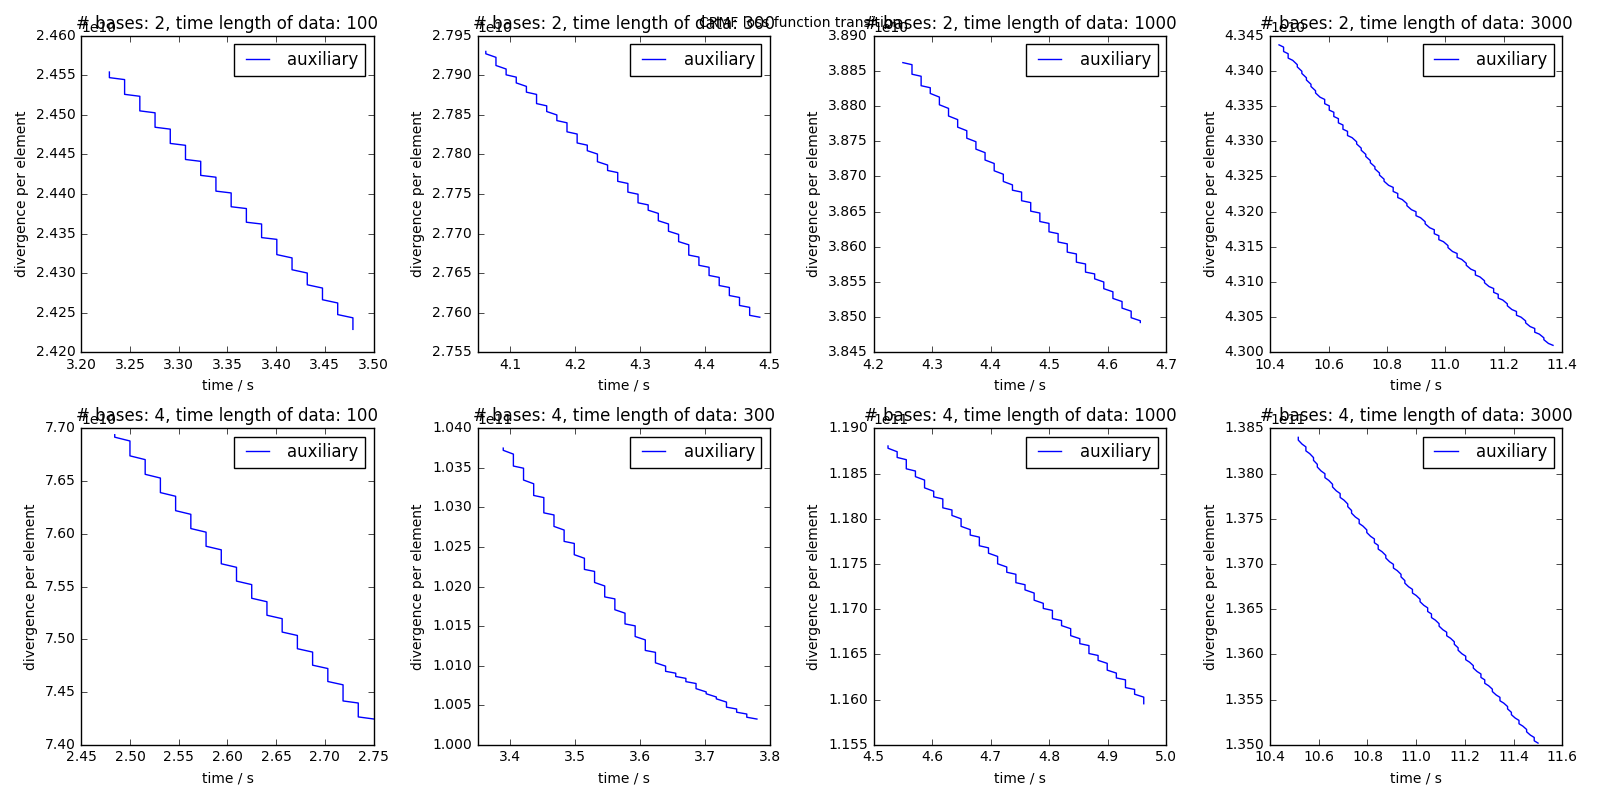 CRMF loss function transition
# bases: 2, time length of data: 100
1e10
2.460
2.455
2.450
2.445
2.440
2.435
2.430
2.425
2.420
divergence per element
auxiliary
3.20 3.25 3.30 3.35 3.40 3.45 3.50
time / s
# bases: 2, time length of data: 300
1e10
2.795
2.790
2.785
2.780
2.775
2.770
2.765
2.760
2.755
divergence per element
auxiliary
4.1 4.2 4.3 4.4 4.5
time / s
# bases: 2, time length of data: 1000
1e10
3.890
3.885
3.880
3.875
3.870
3.865
3.860
3.855
3.850
3.845
divergence per element
auxiliary
4.2 4.3 4.4 4.5 4.6 4.7
time / s
# bases: 2, time length of data: 3000
1e10
4.345
4.340
4.335
4.330
4.325
4.320
4.315
4.310
4.305
4.300
divergence per element
auxiliary
10.4 10.6 10.8 11.0 11.2 11.4
time / s
# bases: 4, time length of data: 100
1e10
7.70
7.65
7.60
7.55
7.50
7.45
7.40
divergence per element
auxiliary
2.45 2.50 2.55 2.60 2.65 2.70 2.75
time / s
# bases: 4, time length of data: 300
1e11
1.040
1.035
1.030
1.025
1.020
1.015
1.010
1.005
1.000
divergence per element
auxiliary
3.4 3.5 3.6 3.7 3.8
time / s
# bases: 4, time length of data: 1000
1e11
1.190
1.185
1.180
1.175
1.170
1.165
1.160
1.155
divergence per element
auxiliary
4.5 4.6 4.7 4.8 4.9 5.0
time / s
# bases: 4, time length of data: 3000
1e11
1.385
1.380
1.375
1.370
1.365
1.360
1.355
1.350
divergence per element
auxiliary
10.4 10.6 10.8 11.0 11.2 11.4 11.6
time / s